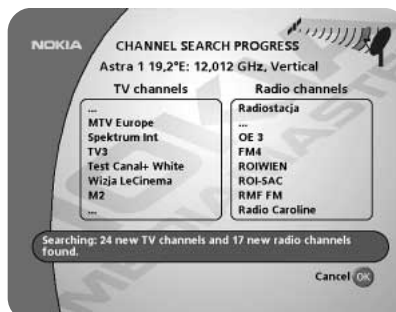 NOKIA
CHANNEL SEARCH PROGRESS
Astra 1 19,2°E: 12,012 GHz, Vertical
TV channels
...
MTV Europe
Spektrum Int
TV3
Test Canal+ White
Wizja LeCinema
M2
...
Radio channels
Radiostacja
...
OE 3
FM4
ROIWIEN
ROI-SAC
RMF FM
Radio Caroline
Searching: 24 new TV channels and 17 new radio channels
found.
Cancel OK
NOKIA
MEDIAMASTER